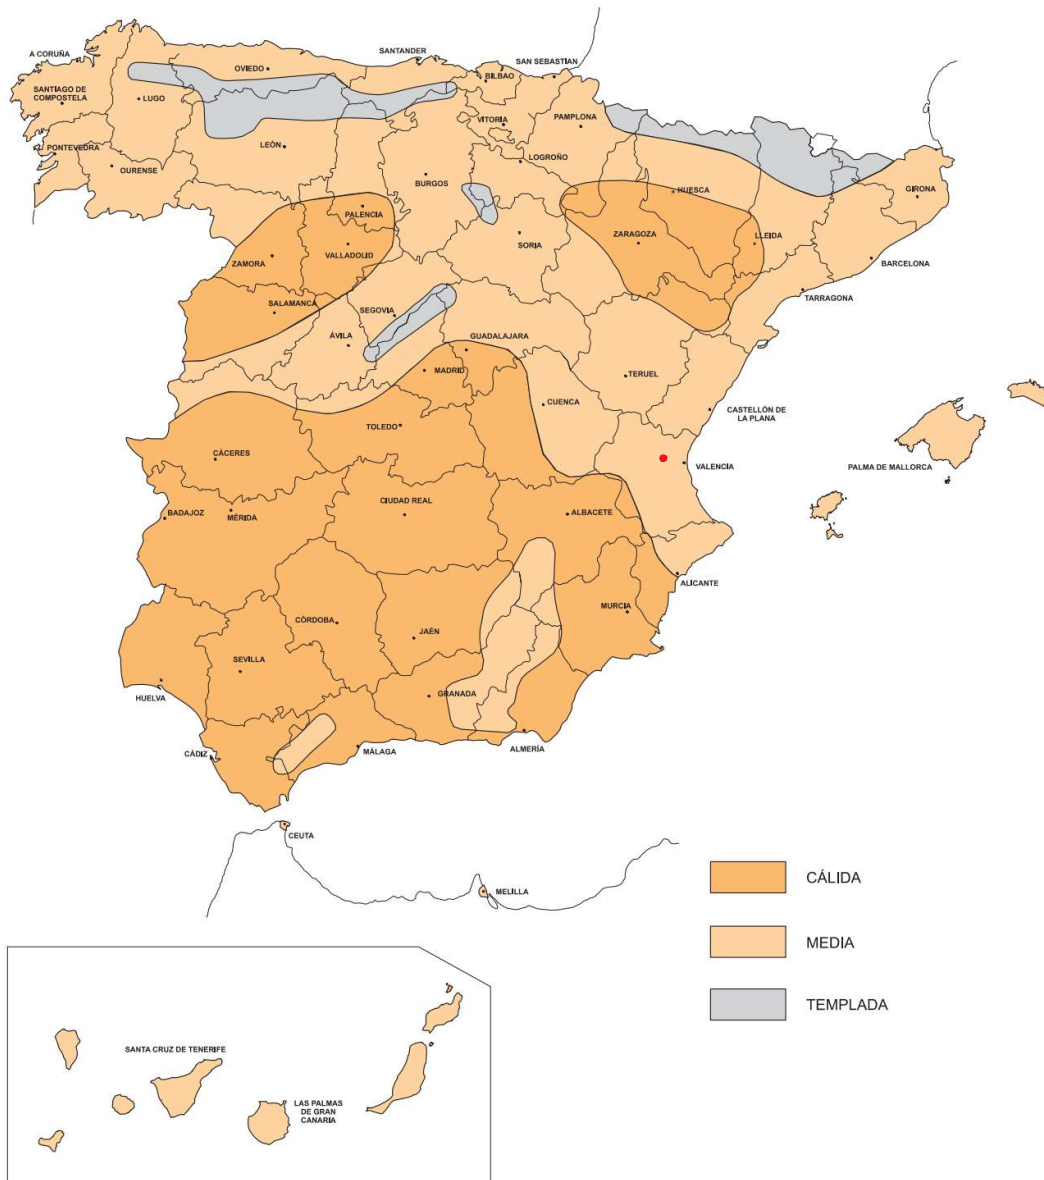 A CORUÑA
OVIEDO
SANTANDER
BILBAO
SAN SEBASTIAN
SANTIAGO DE
COMPOSTELA
LUGO
VITORIA
PAMPLONA
PONTEVEDRA
OURENSE
LEÓN
LOGROÑO
BURGOS
HUESCA
GIRONA
PALENCIA
ZAMORA
VALLADOLID
SORIA
ZARAGOZA
LLEIDA
BARCELONA
SALAMANCA
SEGOVIA
TARRAGONA
ÁVILA
GUADALAJARA
MADRID
TERUEL
CUENCA
CASTELLÓN DE
LA PLANA
TOLEDO
CÁCERES
VALENCIA
PALMA DE MALLORCA
CIUDAD REAL
BADAJOZ
MÉRIDA
ALBACETE
ALICANTE
MURCIA
CÓRDOBA
JAÉN
SEVILLA
HUELVA
GRANADA
CÁDIZ
MÁLAGA
ALMERÍA
CEUTA
MELILLA
CÁLIDA
MEDIA
TEMPLADA
SANTA CRUZ DE TENERIFE
LAS PALMAS
DE GRAN
CANARIA